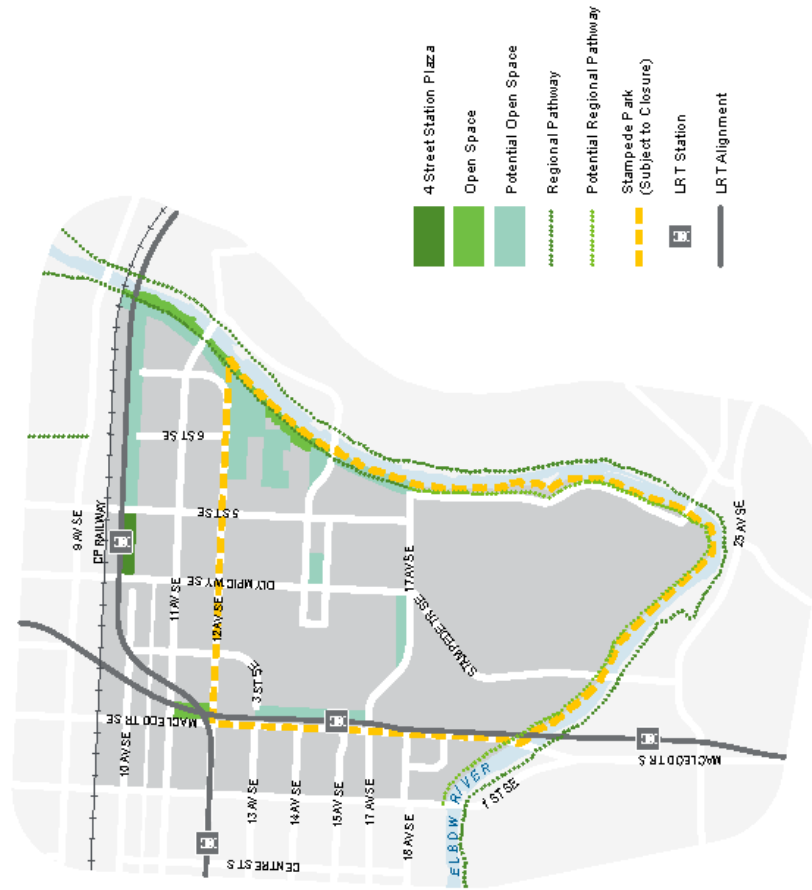 4 Street Station Plaza
Open Space
Potential Open Space
Regional Pathway
Potential Regional Pathway
Stampede Park
(Subject to Closure)
LRT Station
LRT Alignment
9 AV SE
CP RAILWAY
10 AV SE
11 AV SE
12 AV SE
13 AV SE
14 AV SE
15 AV SE
17 AV SE
18 AV SE
17 AV SE
25 AV SE
MACLEOD TR SE
3 ST SE
OLYMPIC WY SE
5 ST SE
6 ST SE
STAMPEDE TR SE
CENTRE ST S
1 ST SE
ELBOW RIVER
MACLEOD TR S